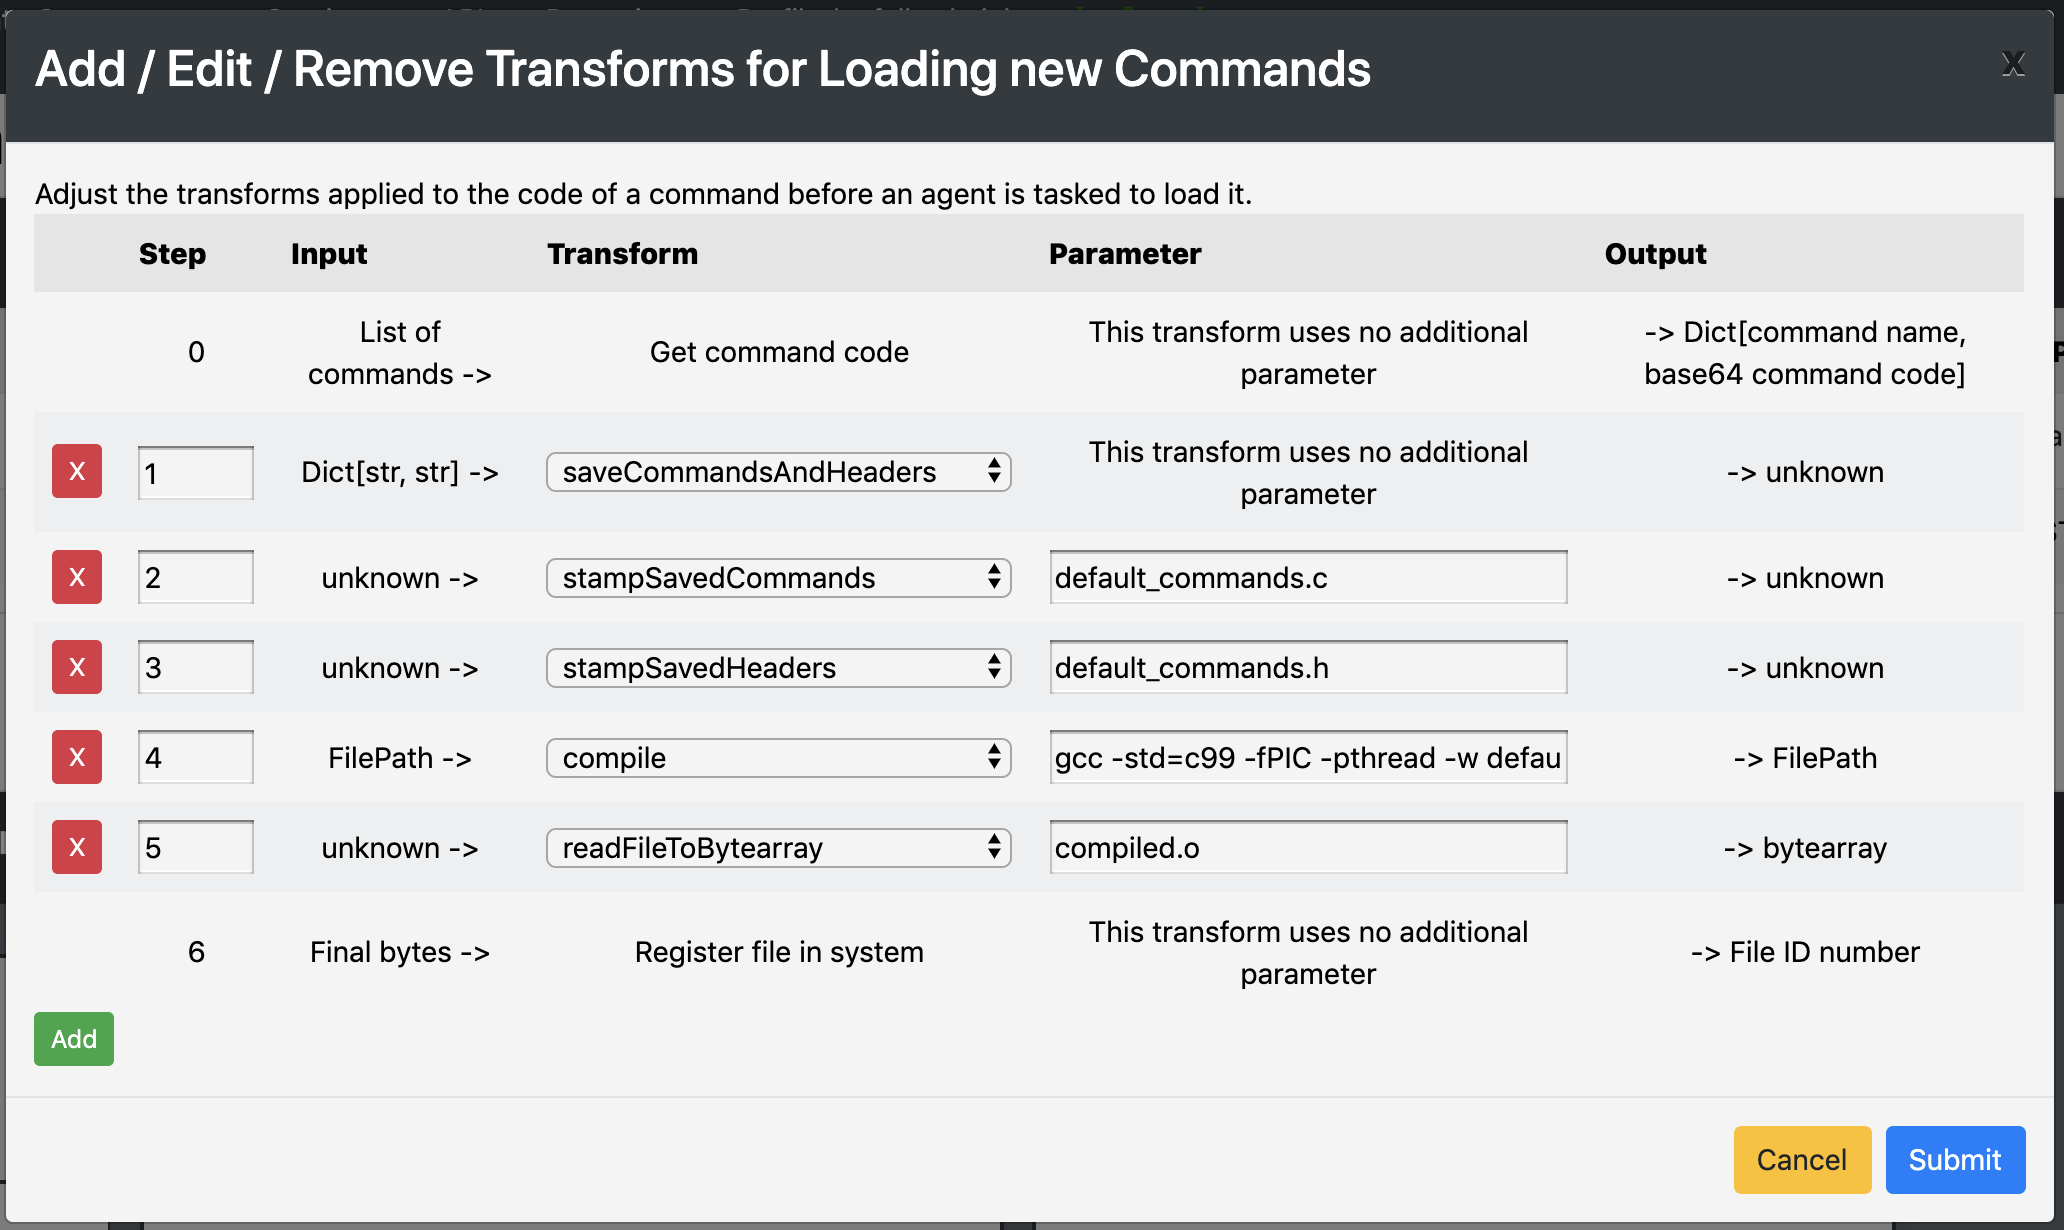 Add / Edit / Remove Transforms for Loading new Commands
X
Adjust the transforms applied to the code of a command before an agent is tasked to load it.
Step Input Transform Parameter Output
0 List of commands -> Get command code This transform uses no additional parameter -> Dict[command name, base64 command code]
X 1 Dict[str, str] -> saveCommandsAndHeaders This transform uses no additional parameter -> unknown
X 2 unknown -> stampSavedCommands default_commands.c -> unknown
X 3 unknown -> stampSavedHeaders default_commands.h -> unknown
X 4 FilePath -> compile gcc -std=c99 -fPIC -pthread -w defau -> FilePath
X 5 unknown -> readFileToBytearray compiled.o -> bytearray
6 Final bytes -> Register file in system This transform uses no additional parameter -> File ID number
Add
Cancel Submit